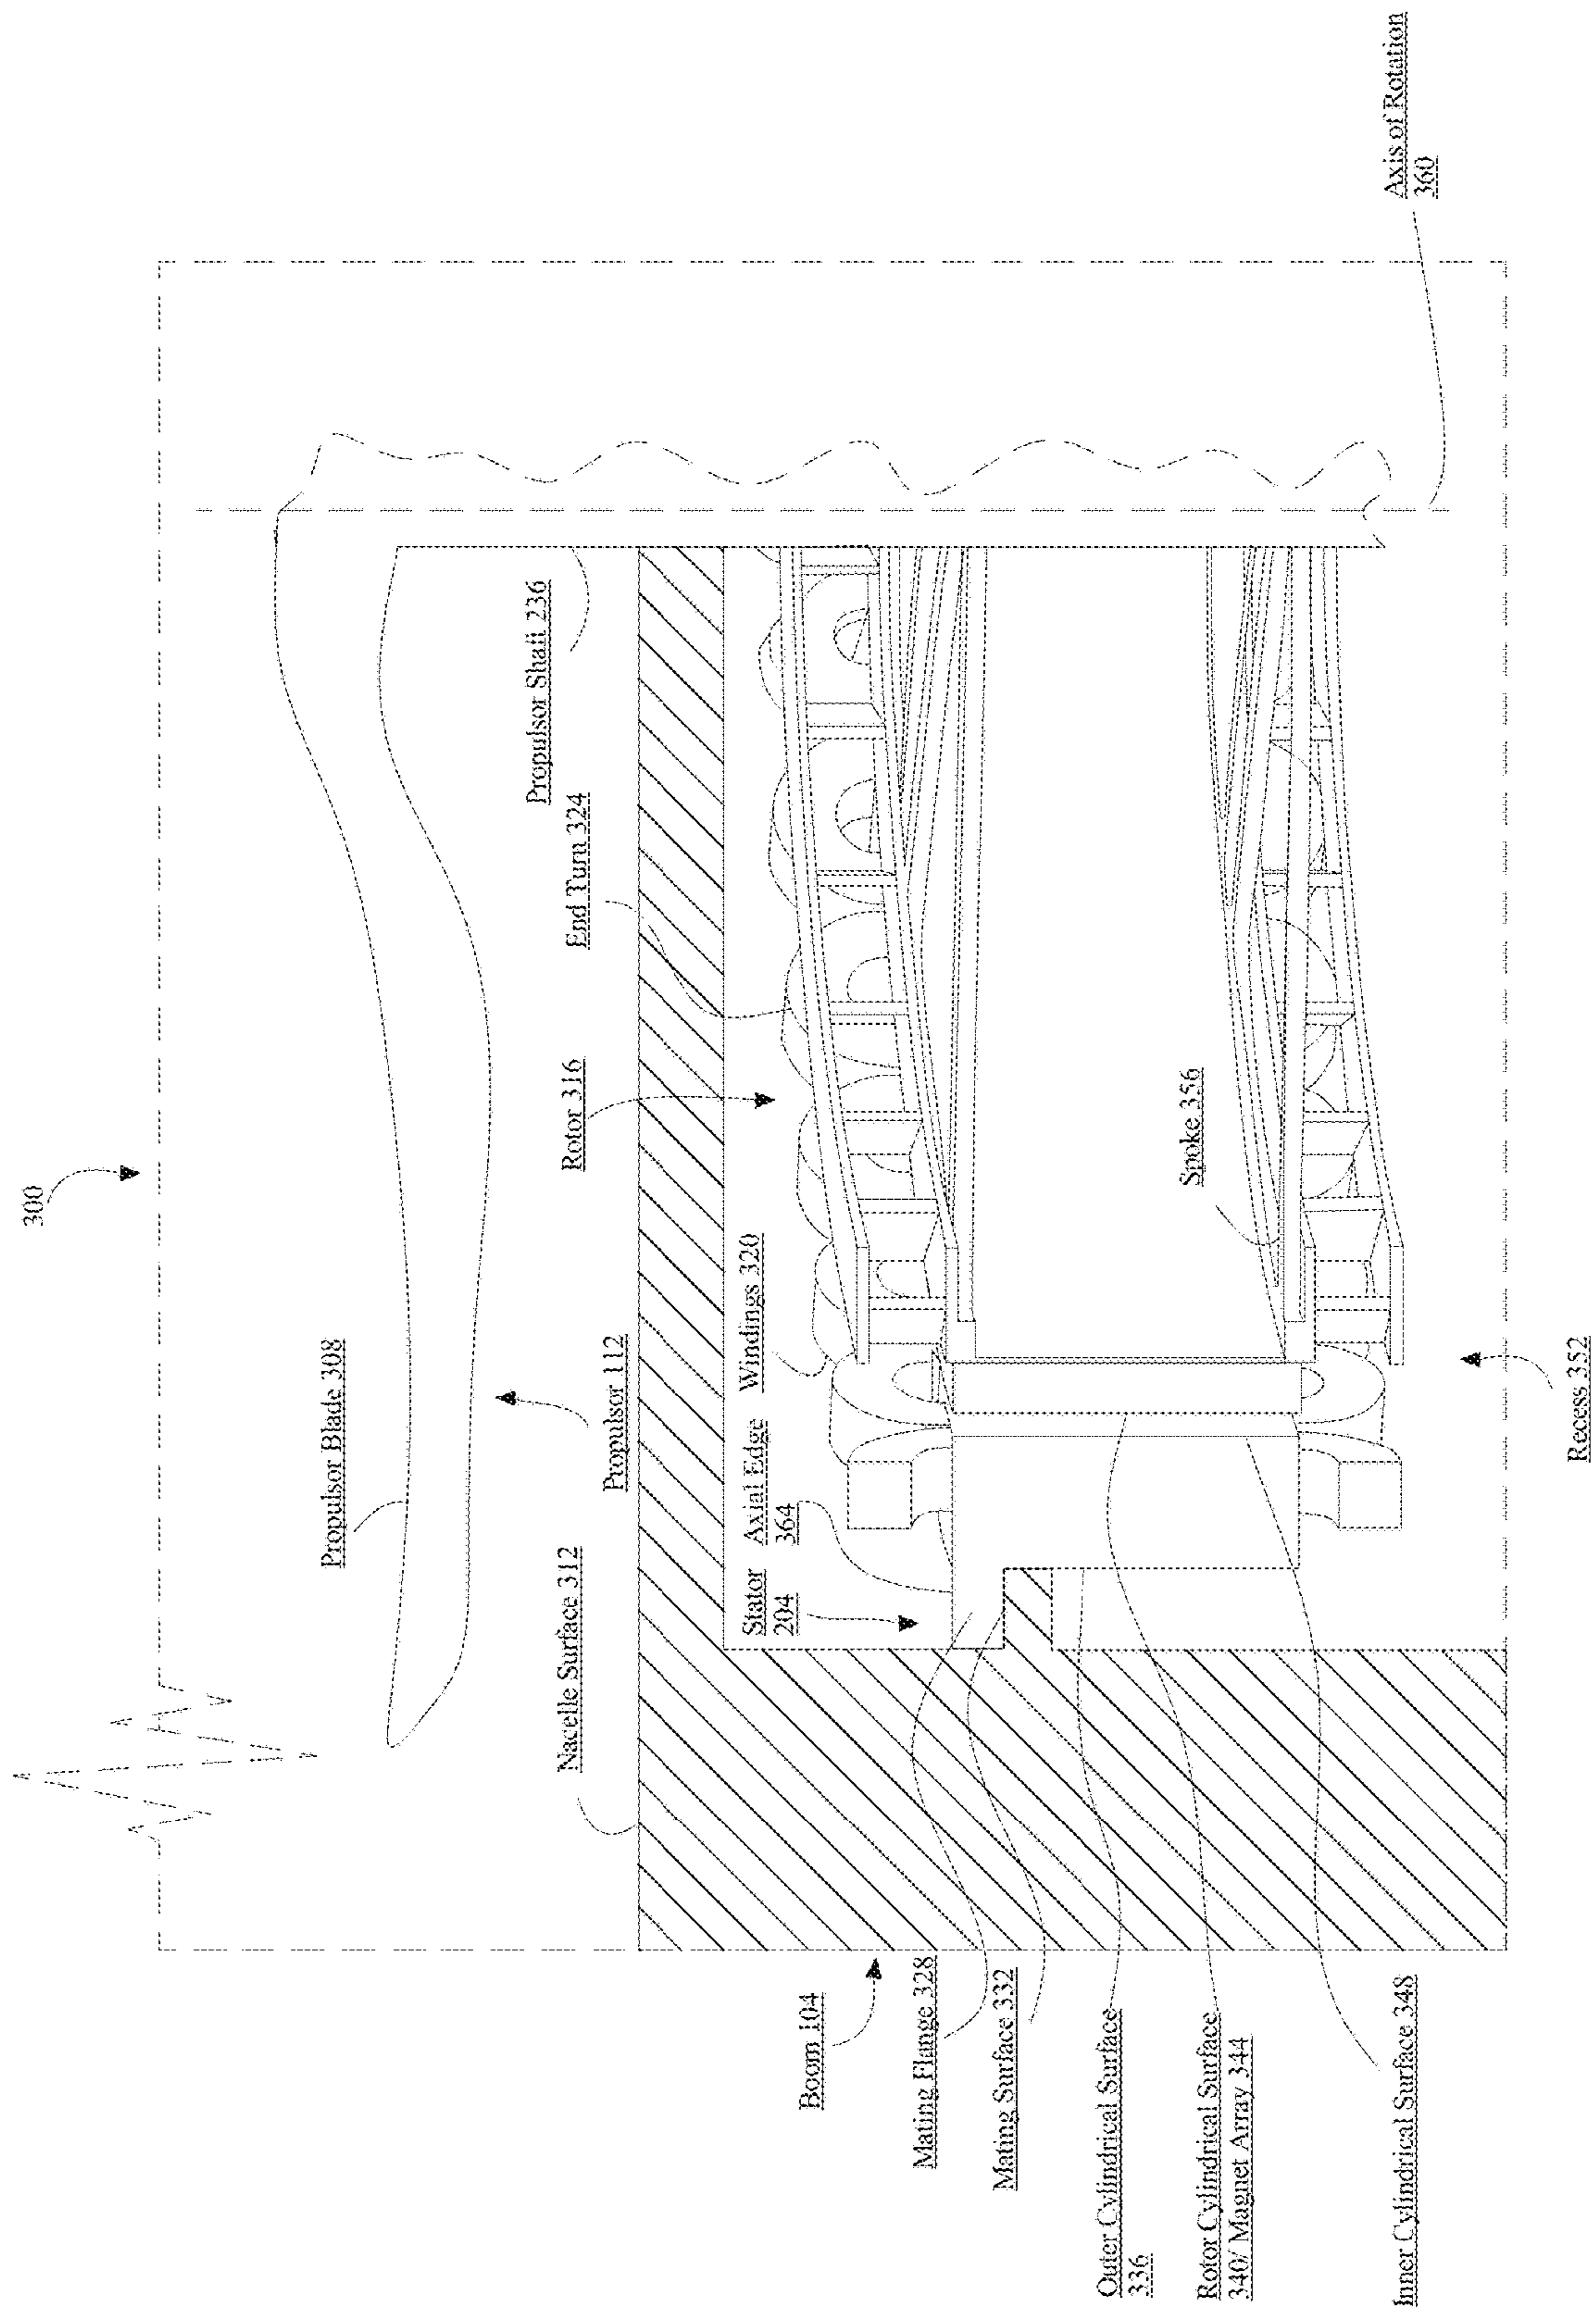 300
Propulsor Blade 308
Propulsor 112
Nacelle Surface 312
Propulsor Shaft 236
End Turn 324
Rotor 316
Windings 320
Axial Edge
364
Stator
204
Spoke 356
Axis of Rotation
360
Recess 352
Boom 104
Mating Flange 328
Mating Surface 332
Outer Cylindrical Surface
336
Rotor Cylindrical Surface
340/ Magnet Array 344
Inner Cylindrical Surface 348